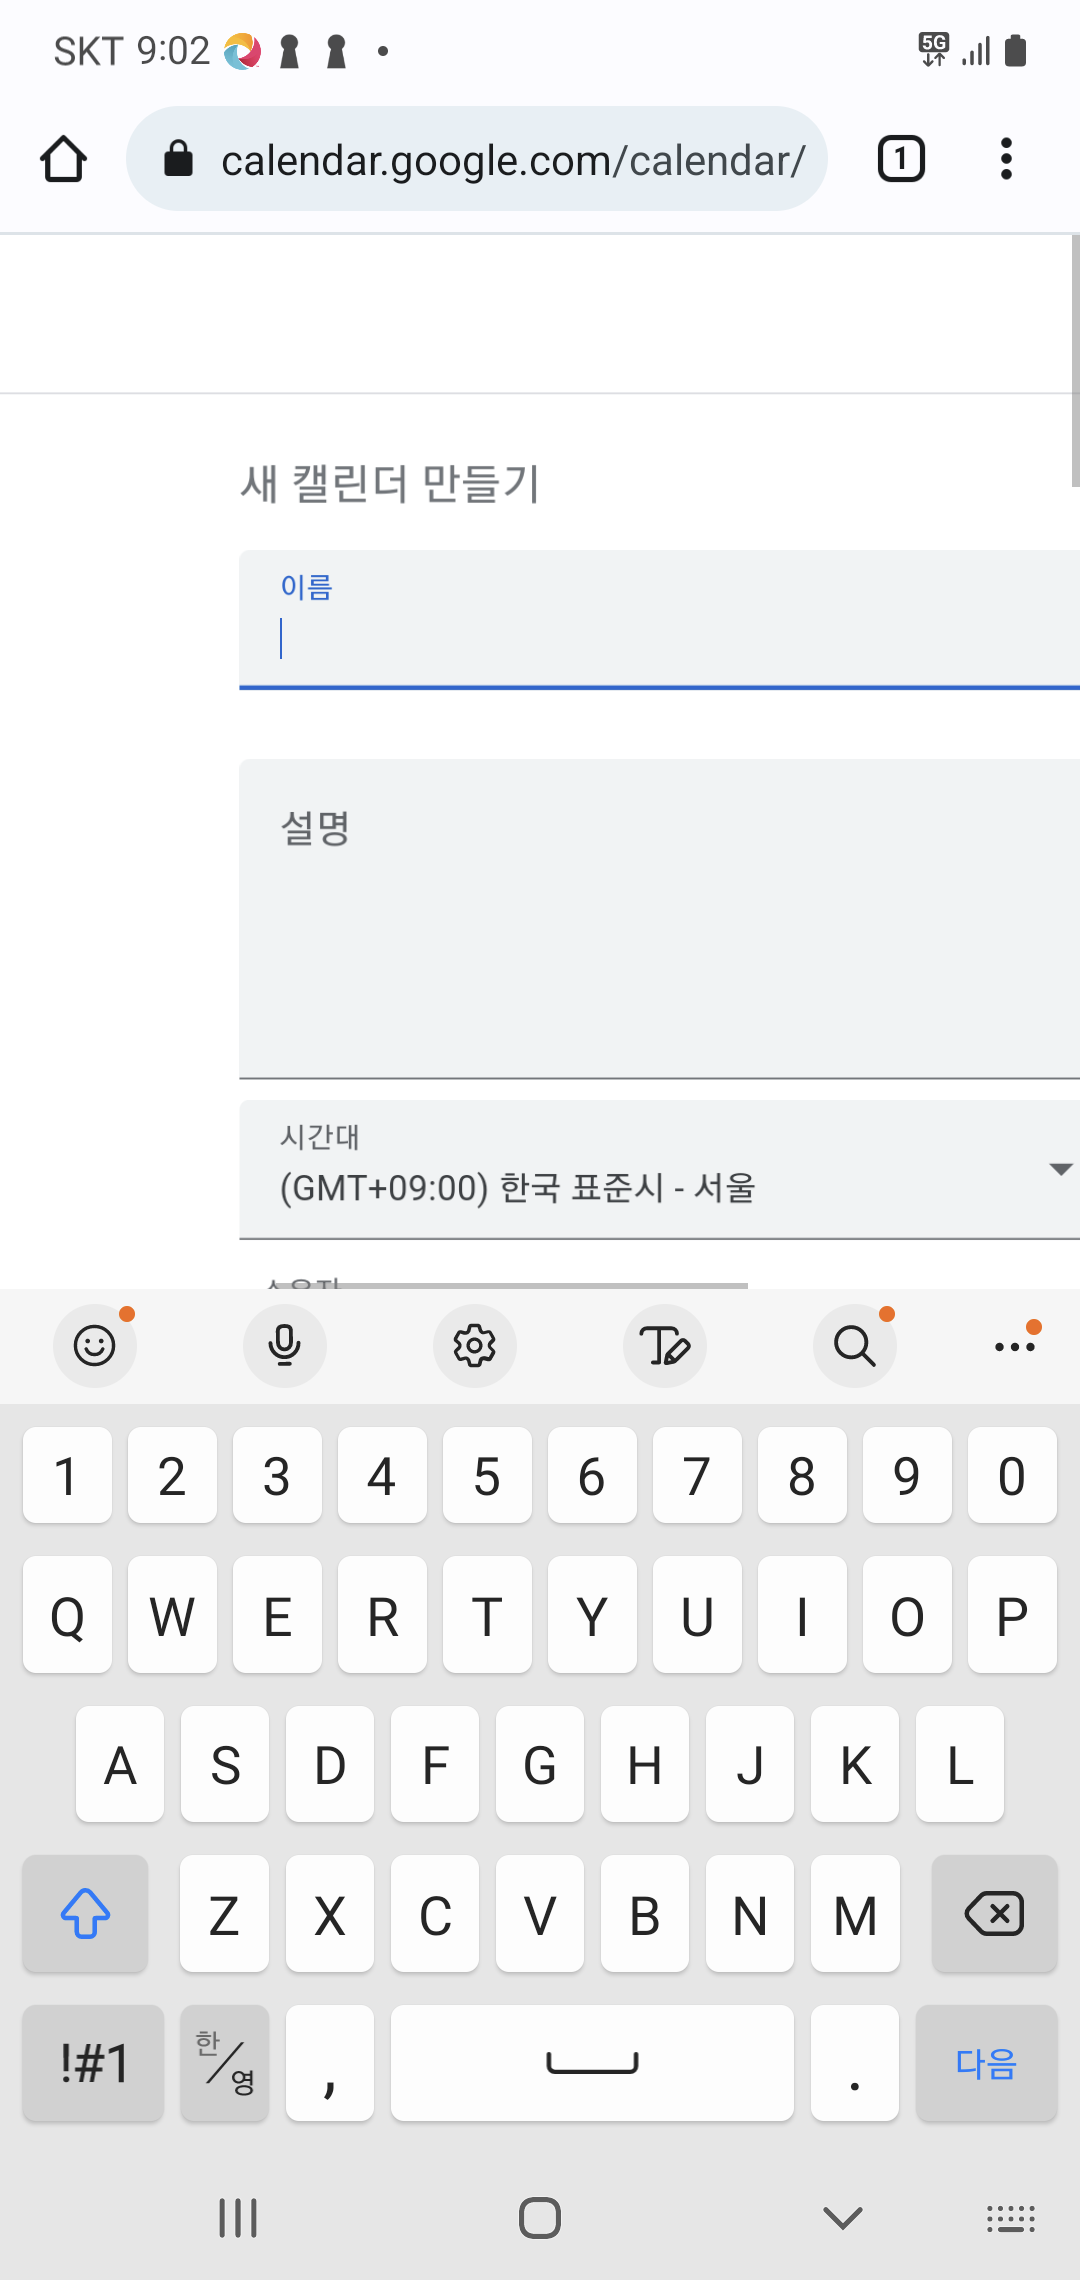 SKT 9:02
5G
calendar.google.com/calendar/
1
새 캘린더 만들기
이름
설명
시간대
(GMT+09:00) 한국 표준시 - 서울
1 2 3 4 5 6 7 8 9 0
Q W E R T Y U I O P
A S D F G H J K L
Z X C V B N M
!#1 한/영 , . 다음